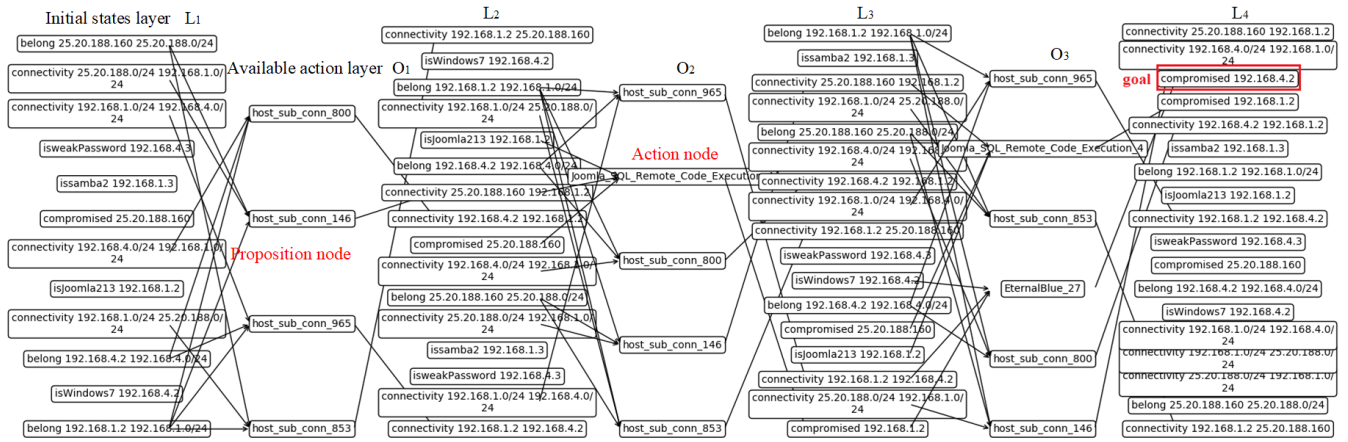 Initial states layer L₁
belong 25.20.188.160 25.20.188.0/24
connectivity 25.20.188.0/24 192.168.1.0/
24
connectivity 192.168.1.0/24 192.168.4.0/
24
isweakPassword 192.168.4.3
issamba2 192.168.1.3
compromised 25.20.188.160
connectivity 192.168.4.0/24 192.168.1.0/
24
isJoomla213 192.168.1.2
connectivity 192.168.1.0/24 25.20.188.0/
24
belong 192.168.4.2 192.168.4.0/24
isWindows7 192.168.4.2
belong 192.168.1.2 192.168.1.0/24
Available action layer O₁
host_sub_conn_800
host_sub_conn_146
Proposition node
host_sub_conn_965
host_sub_conn_853
L₂
connectivity 192.168.1.2 25.20.188.160
isWindows7 192.168.4.2
belong 192.168.1.2 192.168.1.0/24
connectivity 192.168.1.0/24 25.20.188.0/
24
isJoomla213 192.168.1.2
belong 192.168.4.2 192.168.4.0/24
connectivity 25.20.188.160 192.168.1.2
connectivity 192.168.4.2 192.168.1.2
compromised 25.20.188.160
connectivity 192.168.4.0/24 192.168.1.0/
24
belong 25.20.188.160 25.20.188.0/24
connectivity 25.20.188.0/24 192.168.1.0/
24
issamba2 192.168.1.3
isweakPassword 192.168.4.3
connectivity 192.168.1.0/24 192.168.4.0/
24
connectivity 192.168.1.2 192.168.4.2
O₂
host_sub_conn_965
Action node
Joomla_SQL_Remote_Code_Execution
host_sub_conn_800
host_sub_conn_146
host_sub_conn_853
L₃
belong 192.168.1.2 192.168.1.0/24
issamba2 192.168.1.3
connectivity 25.20.188.160 192.168.1.2
connectivity 192.168.1.0/24 25.20.188.0/
24
belong 25.20.188.160 25.20.188.0/24
connectivity 192.168.4.0/24
24
connectivity 192.168.4.2 192.168.1.2
connectivity 192.168.1.0/24 192.168.4.0/
24
connectivity 192.168.1.2 25.20.188.160
isweakPassword 192.168.4.3
isWindows7 192.168.4.2
belong 192.168.4.2 192.168.4.0/24
compromised 25.20.188.160
isJoomla213 192.168.1.2
connectivity 192.168.1.2 192.168.4.2
connectivity 25.20.188.0/24 192.168.1.0/
24
compromised 192.168.1.2
O₃
host_sub_conn_965
Joomla_SQL_Remote_Code_Execution_4
host_sub_conn_853
EternalBlue_27
host_sub_conn_800
host_sub_conn_146
L₄
connectivity 25.20.188.160 192.168.1.2
connectivity 192.168.4.0/24 192.168.1.0/
24
goal compromised 192.168.4.2
compromised 192.168.1.2
connectivity 192.168.4.2 192.168.1.2
issamba2 192.168.1.3
belong 192.168.1.2 192.168.1.0/24
isJoomla213 192.168.1.2
connectivity 192.168.1.2 192.168.4.2
isweakPassword 192.168.4.3
compromised 25.20.188.160
belong 192.168.4.2 192.168.4.0/24
isWindows7 192.168.4.2
connectivity 192.168.1.0/24 192.168.4.0/
24
connectivity 192.168.1.0/24 25.20.188.0/
24
connectivity 25.20.188.0/24 192.168.1.0/
24
belong 25.20.188.160 25.20.188.0/24
connectivity 192.168.1.2 25.20.188.160